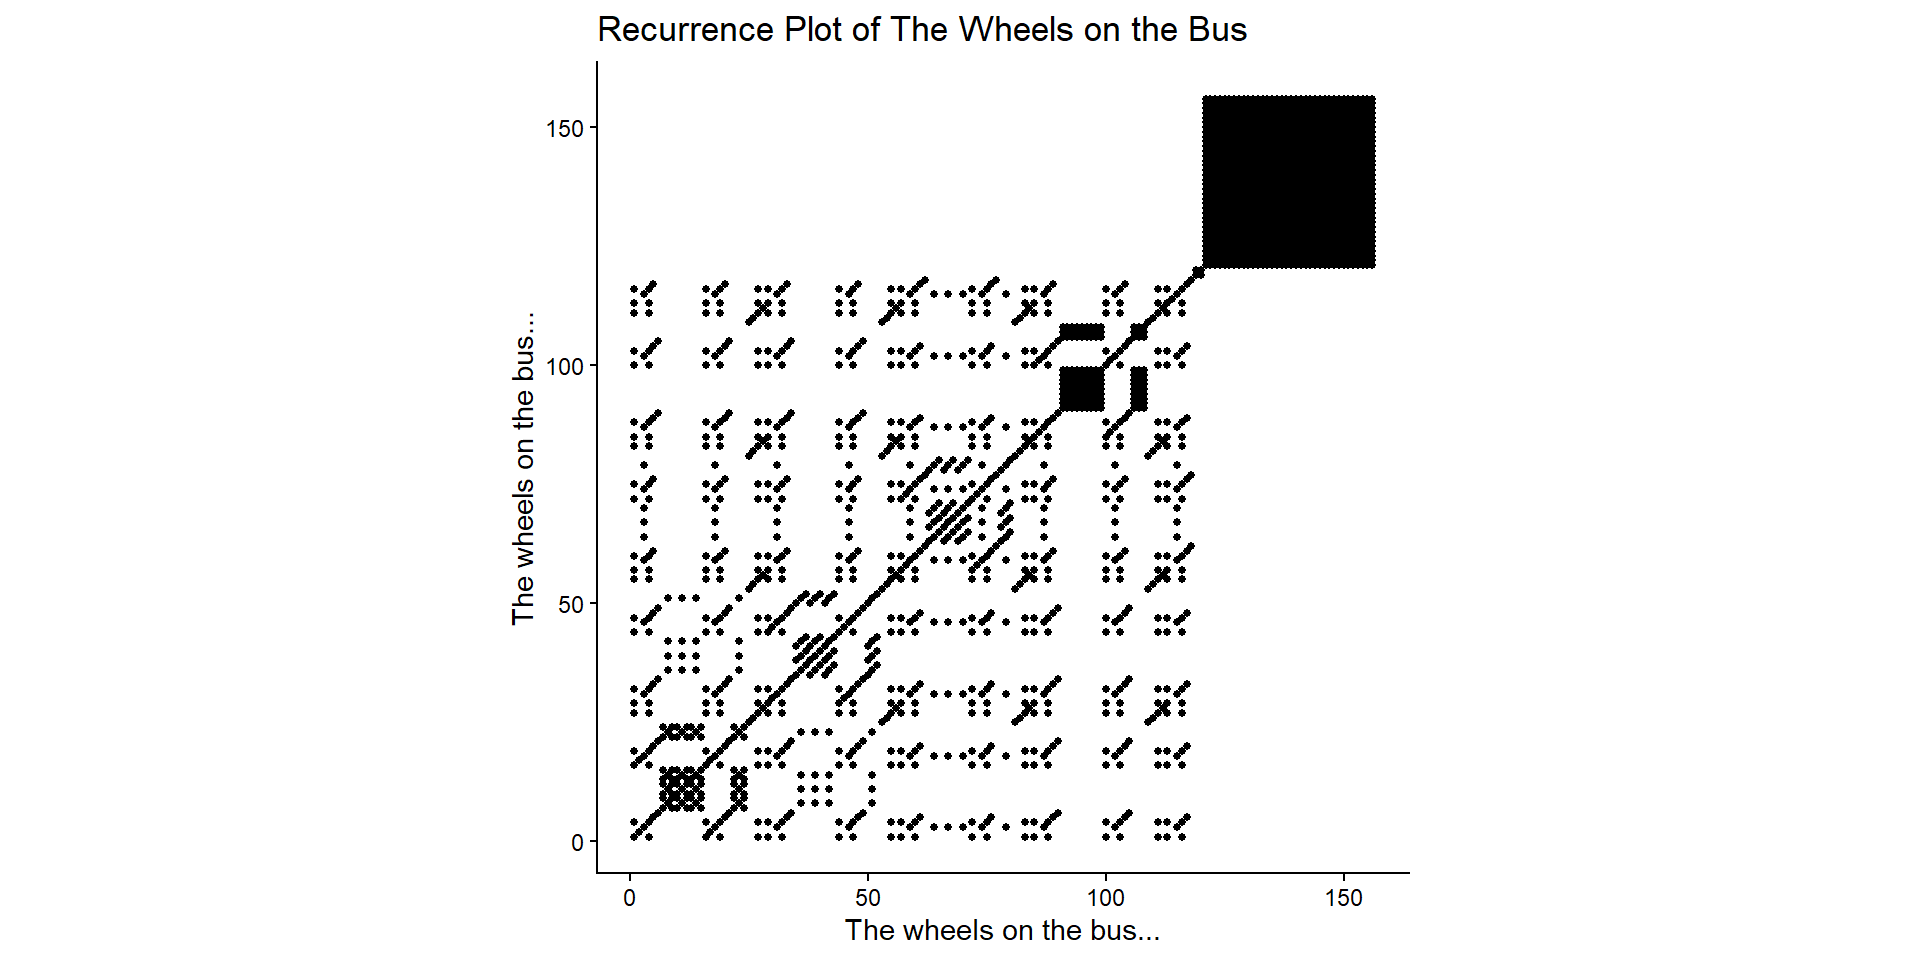 Recurrence Plot of The Wheels on the Bus
The wheels on the bus...
150
100
50
0
0 50 100 150
The wheels on the bus...